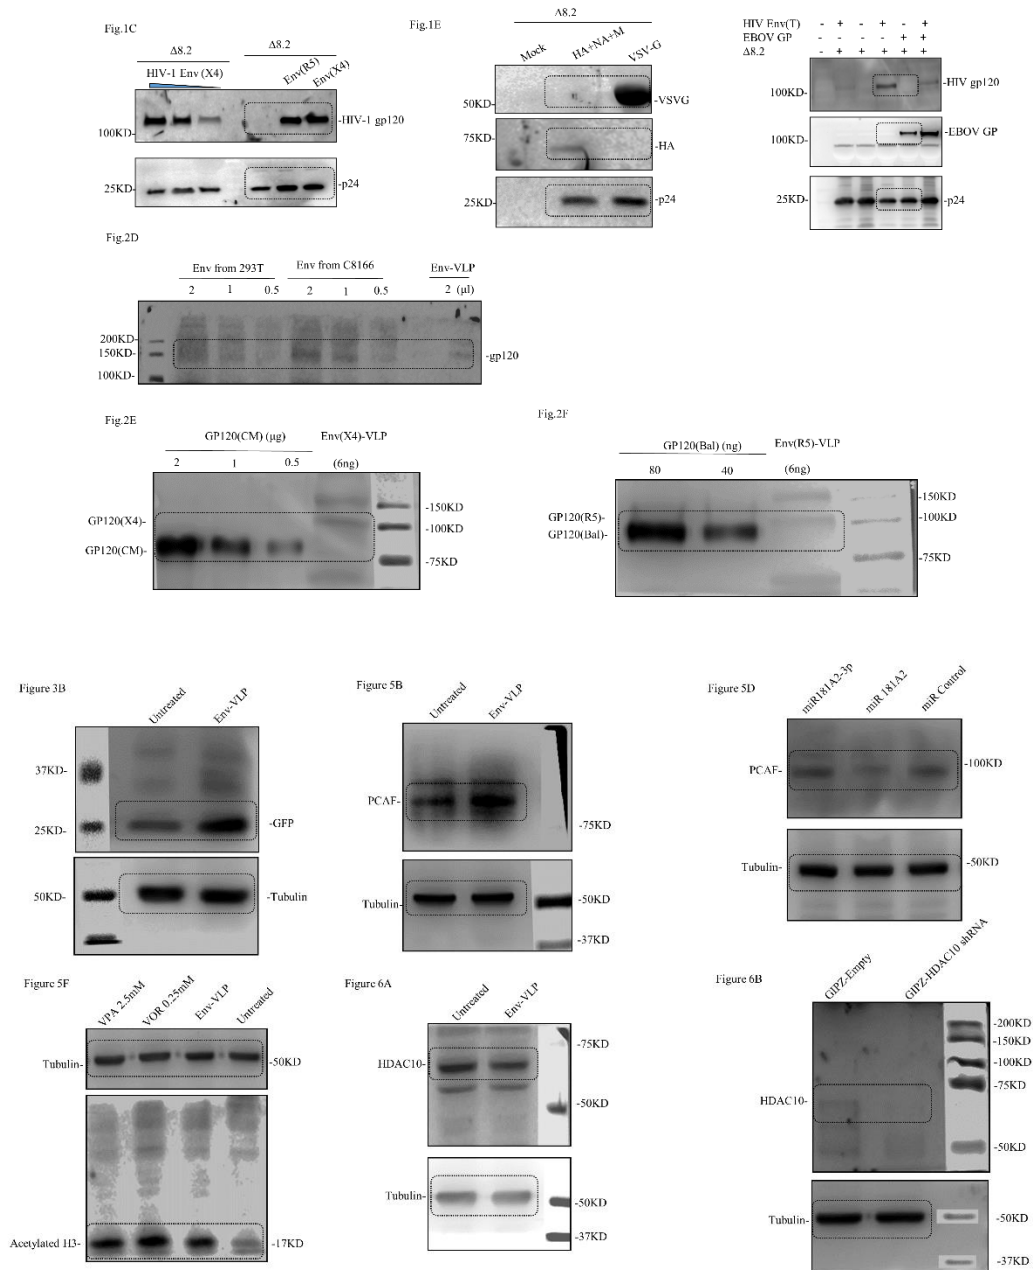 Fig.1C
Δ8.2
HIV-1 Env (X4)
Δ8.2
Env(R5)
Env(X4)
100KD-
-HIV-1 gp120
25KD-
-p24
Fig.1E
Δ8.2
Mock
HA+NA+M
VSV-G
50KD-
-VSVG
75KD-
-HA
25KD-
-p24
HIV Env(T) - + - + - +
EBOV GP - - - - + +
Δ8.2 - + + + + +
100KD-
-HIV gp120
100KD-
-EBOV GP
25KD-
-p24
Fig.2D
Env from 293T Env from C8166 Env-VLP
2 1 0.5 2 1 0.5 2 (μl)
200KD-
150KD-
100KD-
-gp120
Fig.2E
GP120(CM) (μg) Env(X4)-VLP
2 1 0.5 (6ng)
GP120(X4)-
GP120(CM)-
-150KD
-100KD
-75KD
Fig.2F
GP120(Bal) (ng) Env(R5)-VLP
80 40 (6ng)
GP120(R5)-
GP120(Bal)-
-150KD
-100KD
-75KD
Figure 3B
Untreated
Env-VLP
37KD-
25KD-
-GFP
50KD-
-Tubulin
Figure 5B
Untreated
Env-VLP
PCAF-
-75KD
Tubulin-
-50KD
-37KD
Figure 5D
miR181A2-3p
miR 181A2
miR Control
PCAF-
-100KD
Tubulin-
-50KD
Figure 5F
VPA 2.5mM
VOR 0.25mM
Env-VLP
Untreated
Tubulin-
-50KD
Acetylated H3-
-17KD
Figure 6A
Untreated
Env-VLP
HDAC10-
-75KD
-50KD
Tubulin-
-50KD
-37KD
Figure 6B
GIPZ-Empty
GIPZ-HDAC10 shRNA
HDAC10-
-200KD
-150KD
-100KD
-75KD
-50KD
Tubulin-
-50KD
-37KD